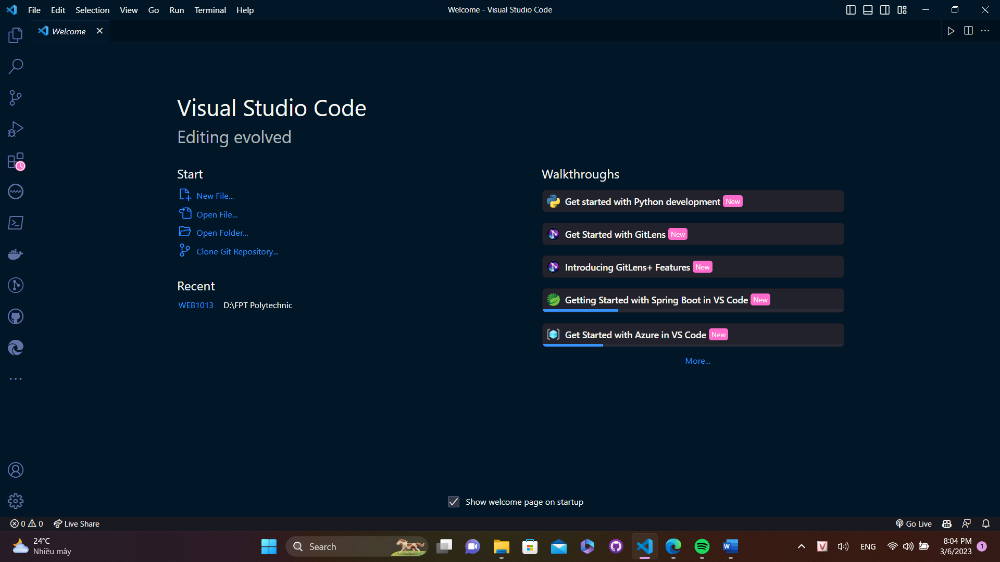 File Edit Selection View Go Run Terminal Help
Welcome - Visual Studio Code
Welcome
Visual Studio Code
Editing evolved
Start
New File...
Open File...
Open Folder...
Clone Git Repository...
Recent
WEB1013 D:\FPT Polytechnic
Walkthroughs
Get started with Python development New
Get Started with GitLens New
Introducing GitLens+ Features New
Getting Started with Spring Boot in VS Code New
Get Started with Azure in VS Code New
More...
Show welcome page on startup
0 0 Live Share
Go Live
24°C
Nhiều mây
Search
W
V
ENG
8:04 PM
3/6/2023
1